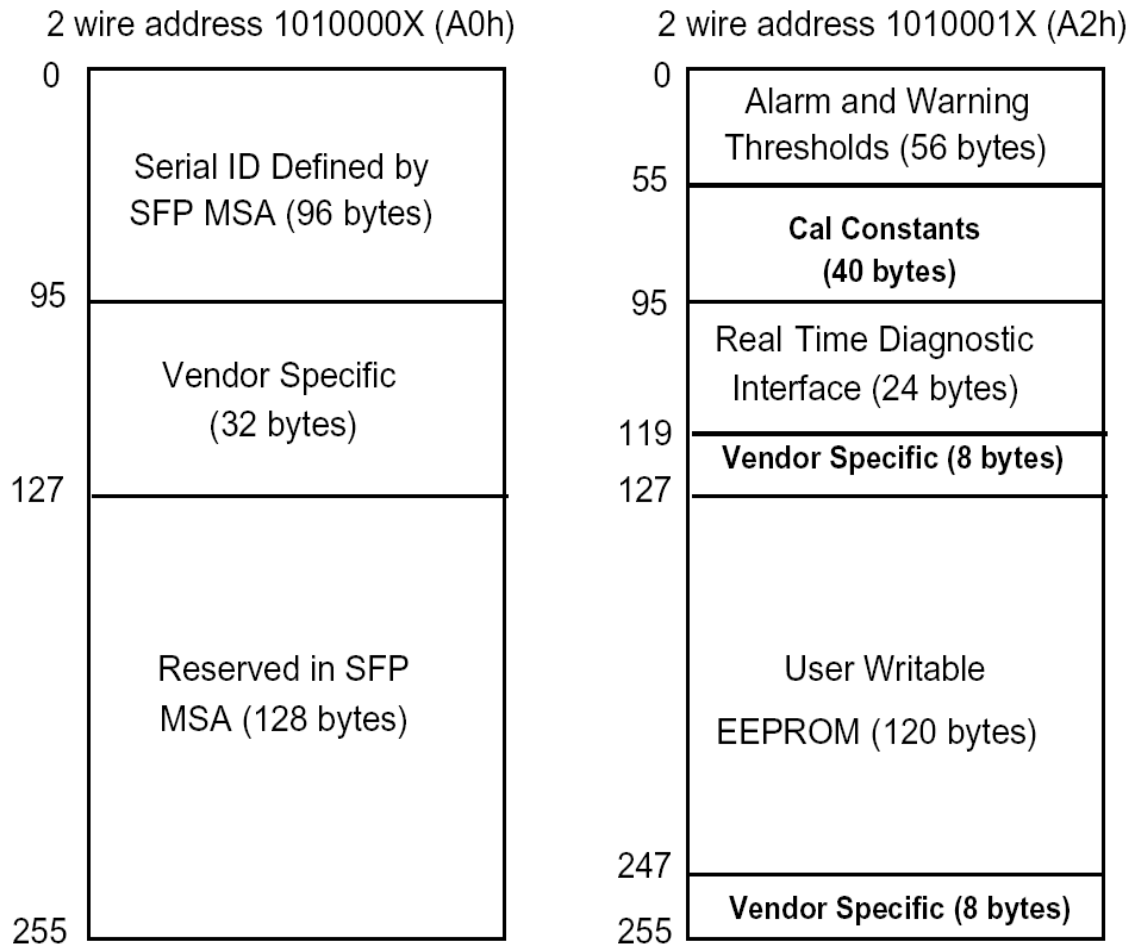 2 wire address 1010000X (A0h)
0
Serial ID Defined by
SFP MSA (96 bytes)
95
Vendor Specific
(32 bytes)
127
Reserved in SFP
MSA (128 bytes)
255
2 wire address 1010001X (A2h)
0
Alarm and Warning
Thresholds (56 bytes)
55
Cal Constants
(40 bytes)
95
Real Time Diagnostic
Interface (24 bytes)
119
Vendor Specific (8 bytes)
127
User Writable
EEPROM (120 bytes)
247
Vendor Specific (8 bytes)
255